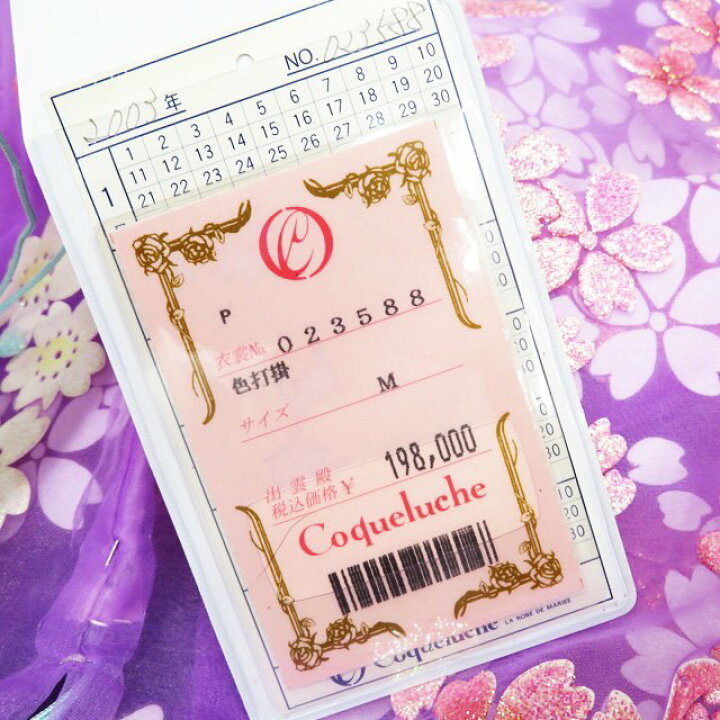 2003年 NO. 023588
1 1 2 3 4 5 6 7 8 9 10
11 12 13 14 15 16 17 18 19 20
21 22 23 24 25 26 27 28 29 30
P
衣裳No. 023588
色打掛
サイズ M
出雲殿
税込価格¥ 198,000
Coqueluche
Coqueluche LA ROBE DE MARIÉE